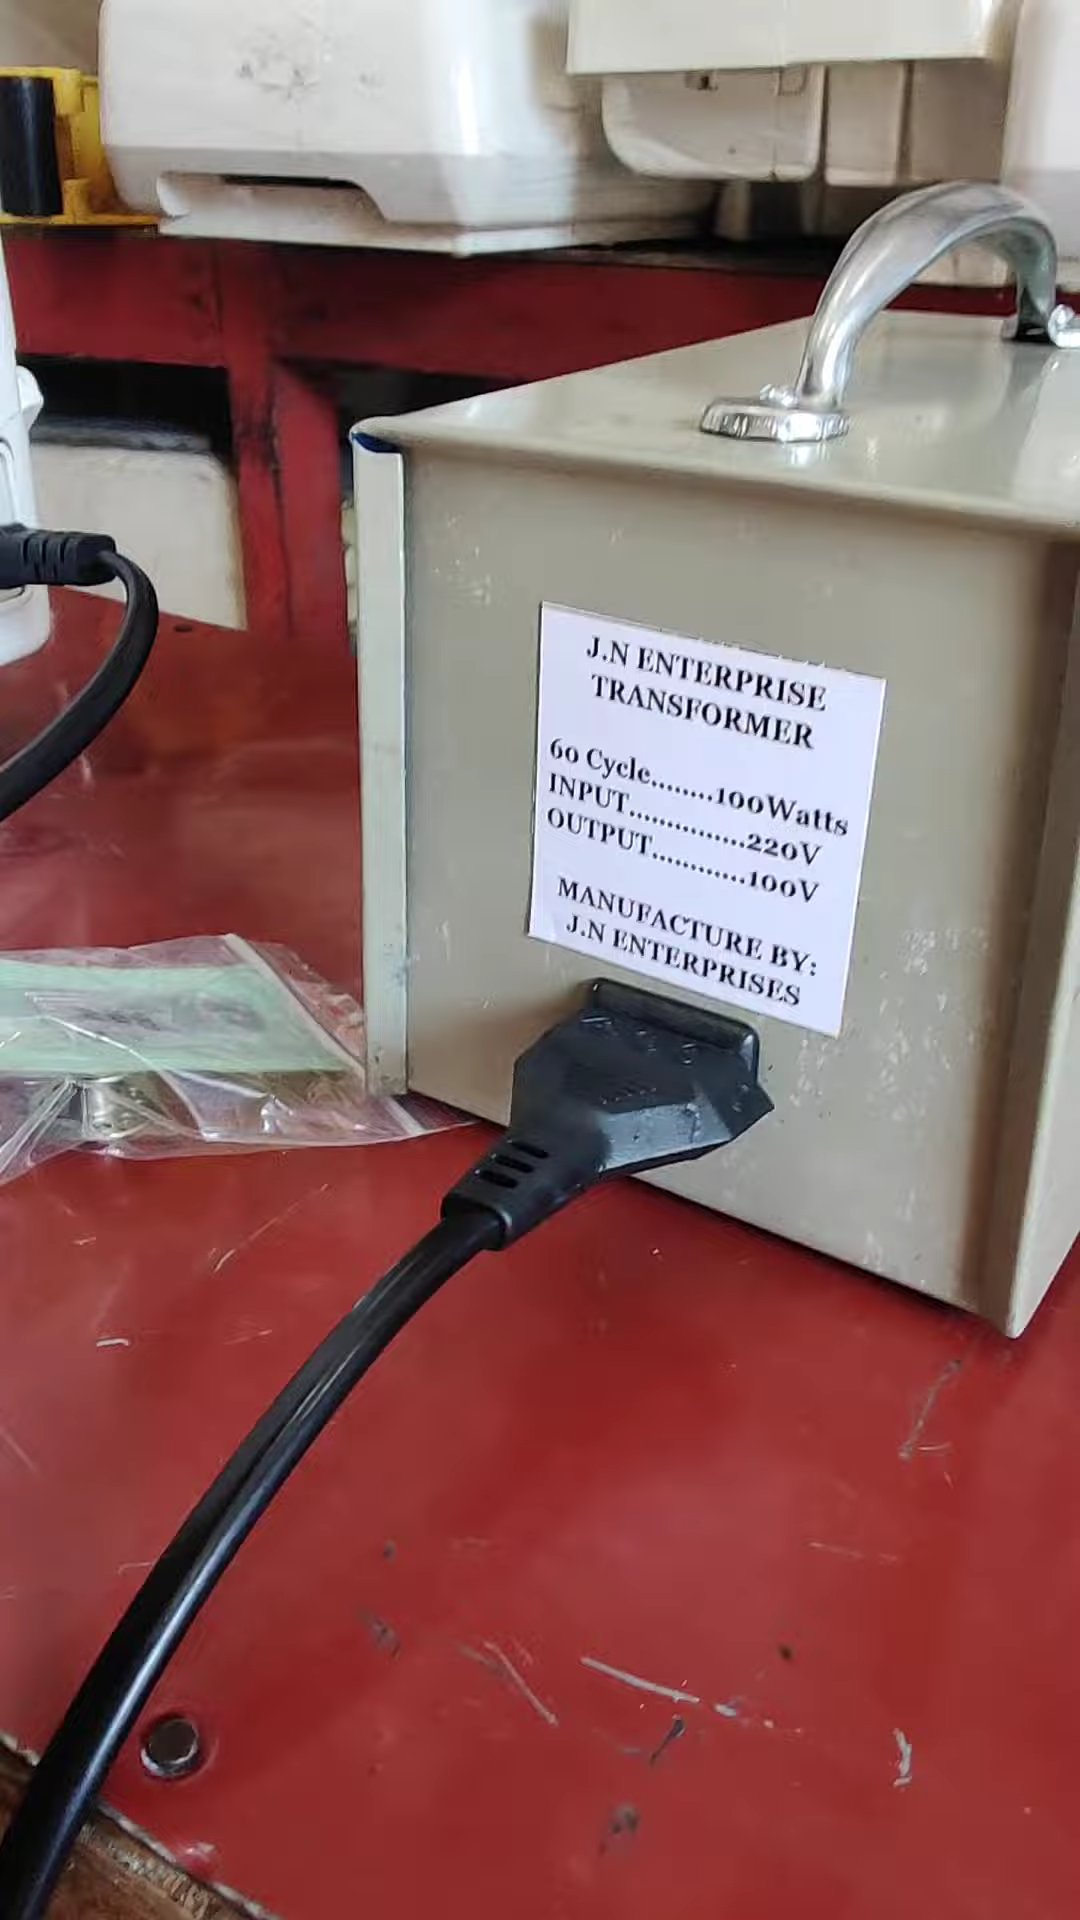 J.N ENTERPRISE
TRANSFORMER
60 Cycle........100Watts
INPUT...............220V
OUTPUT............100V
MANUFACTURE BY:
J.N ENTERPRISES